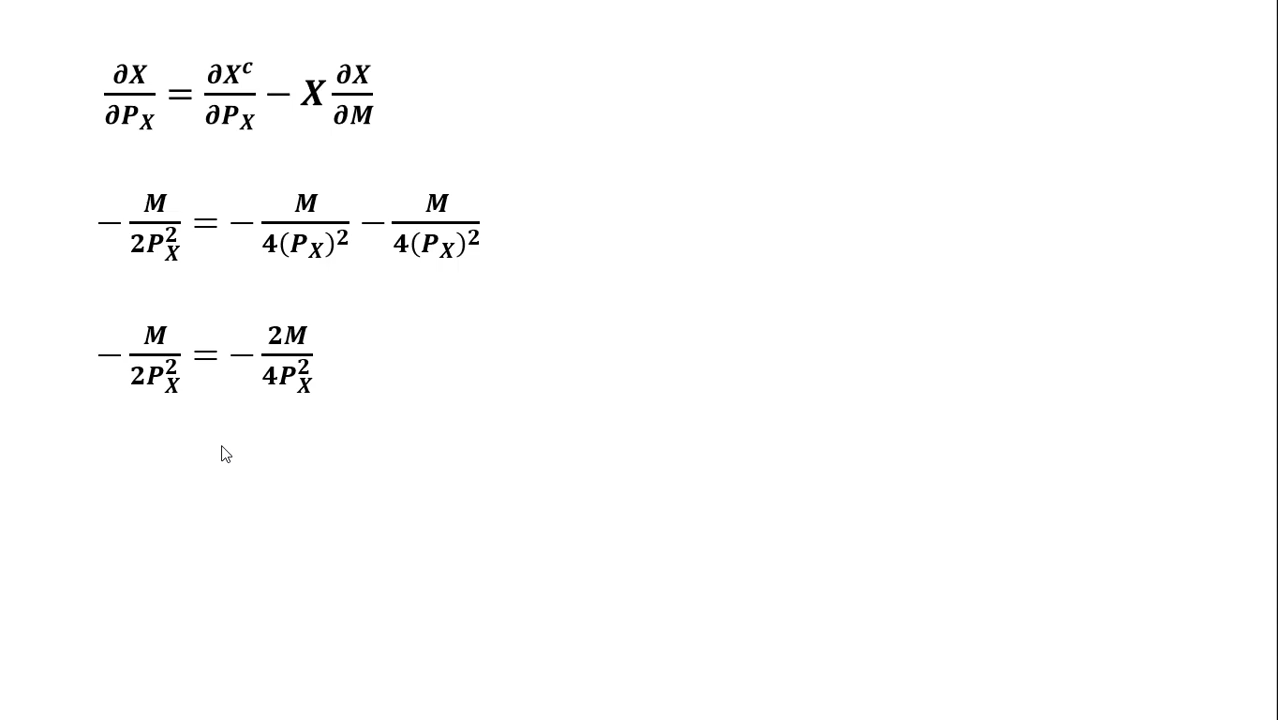 ∂X/∂P_X = ∂X^c/∂P_X − X ∂X/∂M
−M/2P_X^2 = −M/4(P_X)^2 − M/4(P_X)^2
−M/2P_X^2 = −2M/4P_X^2